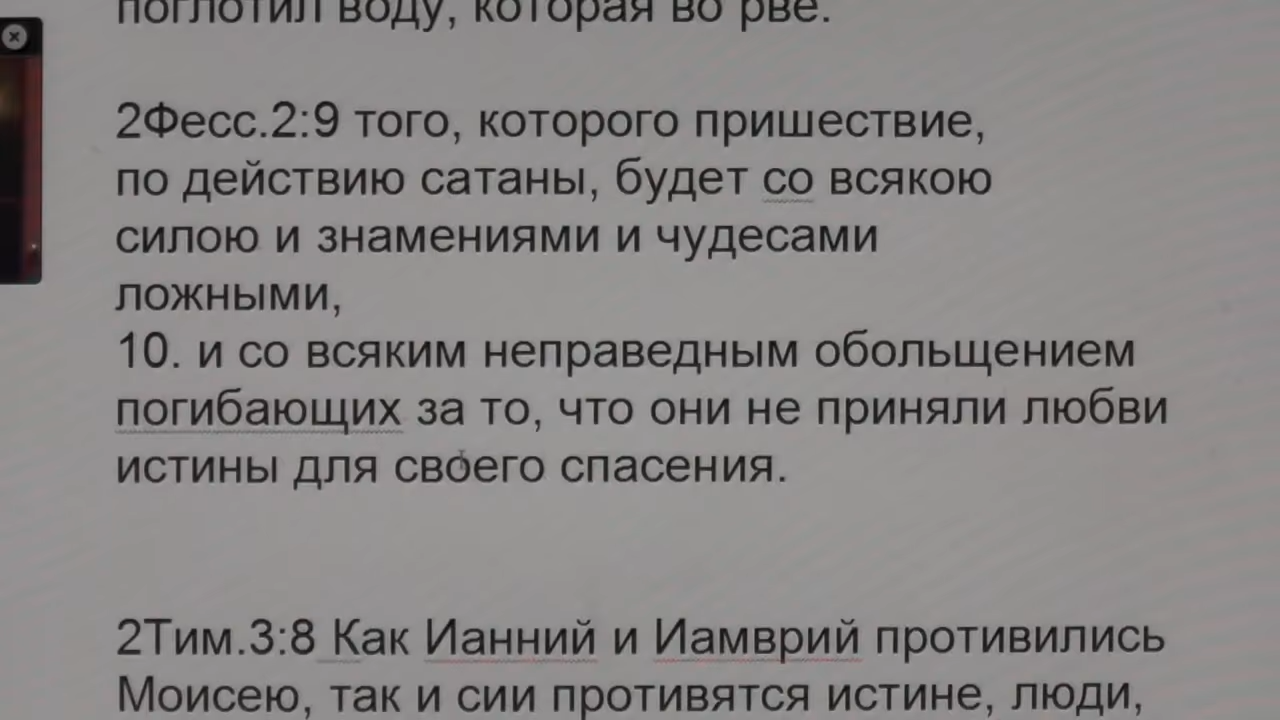 поглотил воду, которая во рве.
2Фесс.2:9 того, которого пришествие,
по действию сатаны, будет со всякою
силою и знамениями и чудесами
ложными,
10. и со всяким неправедным обольщением
погибающих за то, что они не приняли любви
истины для своего спасения.
2Тим.3:8 Как Ианний и Иамврий противились
Моисею, так и сии противятся истине, люди,